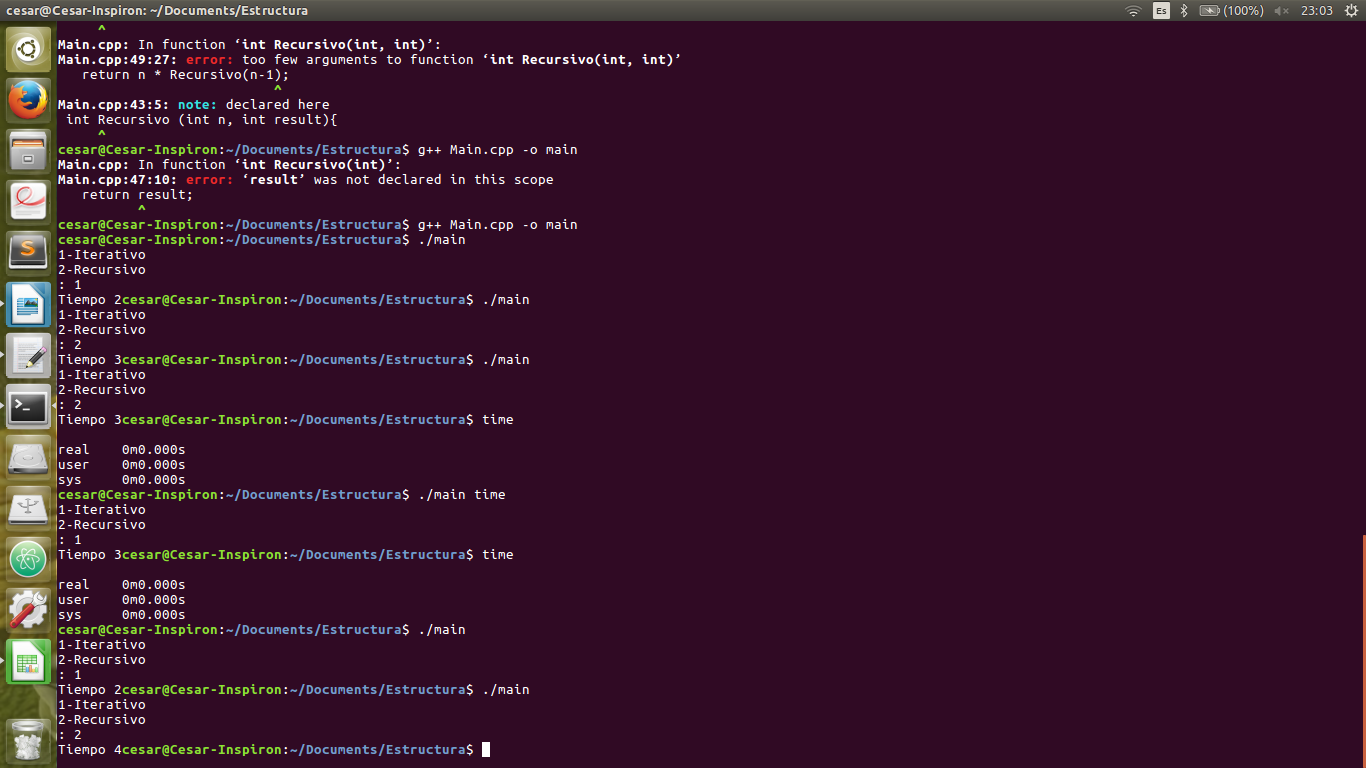 cesar@Cesar-Inspiron: ~/Documents/Estructura
Es
(100%)
23:03
^
Main.cpp: In function ‘int Recursivo(int, int)’:
Main.cpp:49:27: error: too few arguments to function ‘int Recursivo(int, int)’
return n * Recursivo(n-1);
^
Main.cpp:43:5: note: declared here
int Recursivo (int n, int result){
^
cesar@Cesar-Inspiron:~/Documents/Estructura$ g++ Main.cpp -o main
Main.cpp: In function ‘int Recursivo(int)’:
Main.cpp:47:10: error: ‘result’ was not declared in this scope
return result;
^
cesar@Cesar-Inspiron:~/Documents/Estructura$ g++ Main.cpp -o main
cesar@Cesar-Inspiron:~/Documents/Estructura$ ./main
1-Iterativo
2-Recursivo
: 1
Tiempo 2cesar@Cesar-Inspiron:~/Documents/Estructura$ ./main
1-Iterativo
2-Recursivo
: 2
Tiempo 3cesar@Cesar-Inspiron:~/Documents/Estructura$ ./main
1-Iterativo
2-Recursivo
: 2
Tiempo 3cesar@Cesar-Inspiron:~/Documents/Estructura$ time
real 0m0.000s
user 0m0.000s
sys 0m0.000s
cesar@Cesar-Inspiron:~/Documents/Estructura$ ./main time
1-Iterativo
2-Recursivo
: 1
Tiempo 3cesar@Cesar-Inspiron:~/Documents/Estructura$ time
real 0m0.000s
user 0m0.000s
sys 0m0.000s
cesar@Cesar-Inspiron:~/Documents/Estructura$ ./main
1-Iterativo
2-Recursivo
: 1
Tiempo 2cesar@Cesar-Inspiron:~/Documents/Estructura$ ./main
1-Iterativo
2-Recursivo
: 2
Tiempo 4cesar@Cesar-Inspiron:~/Documents/Estructura$